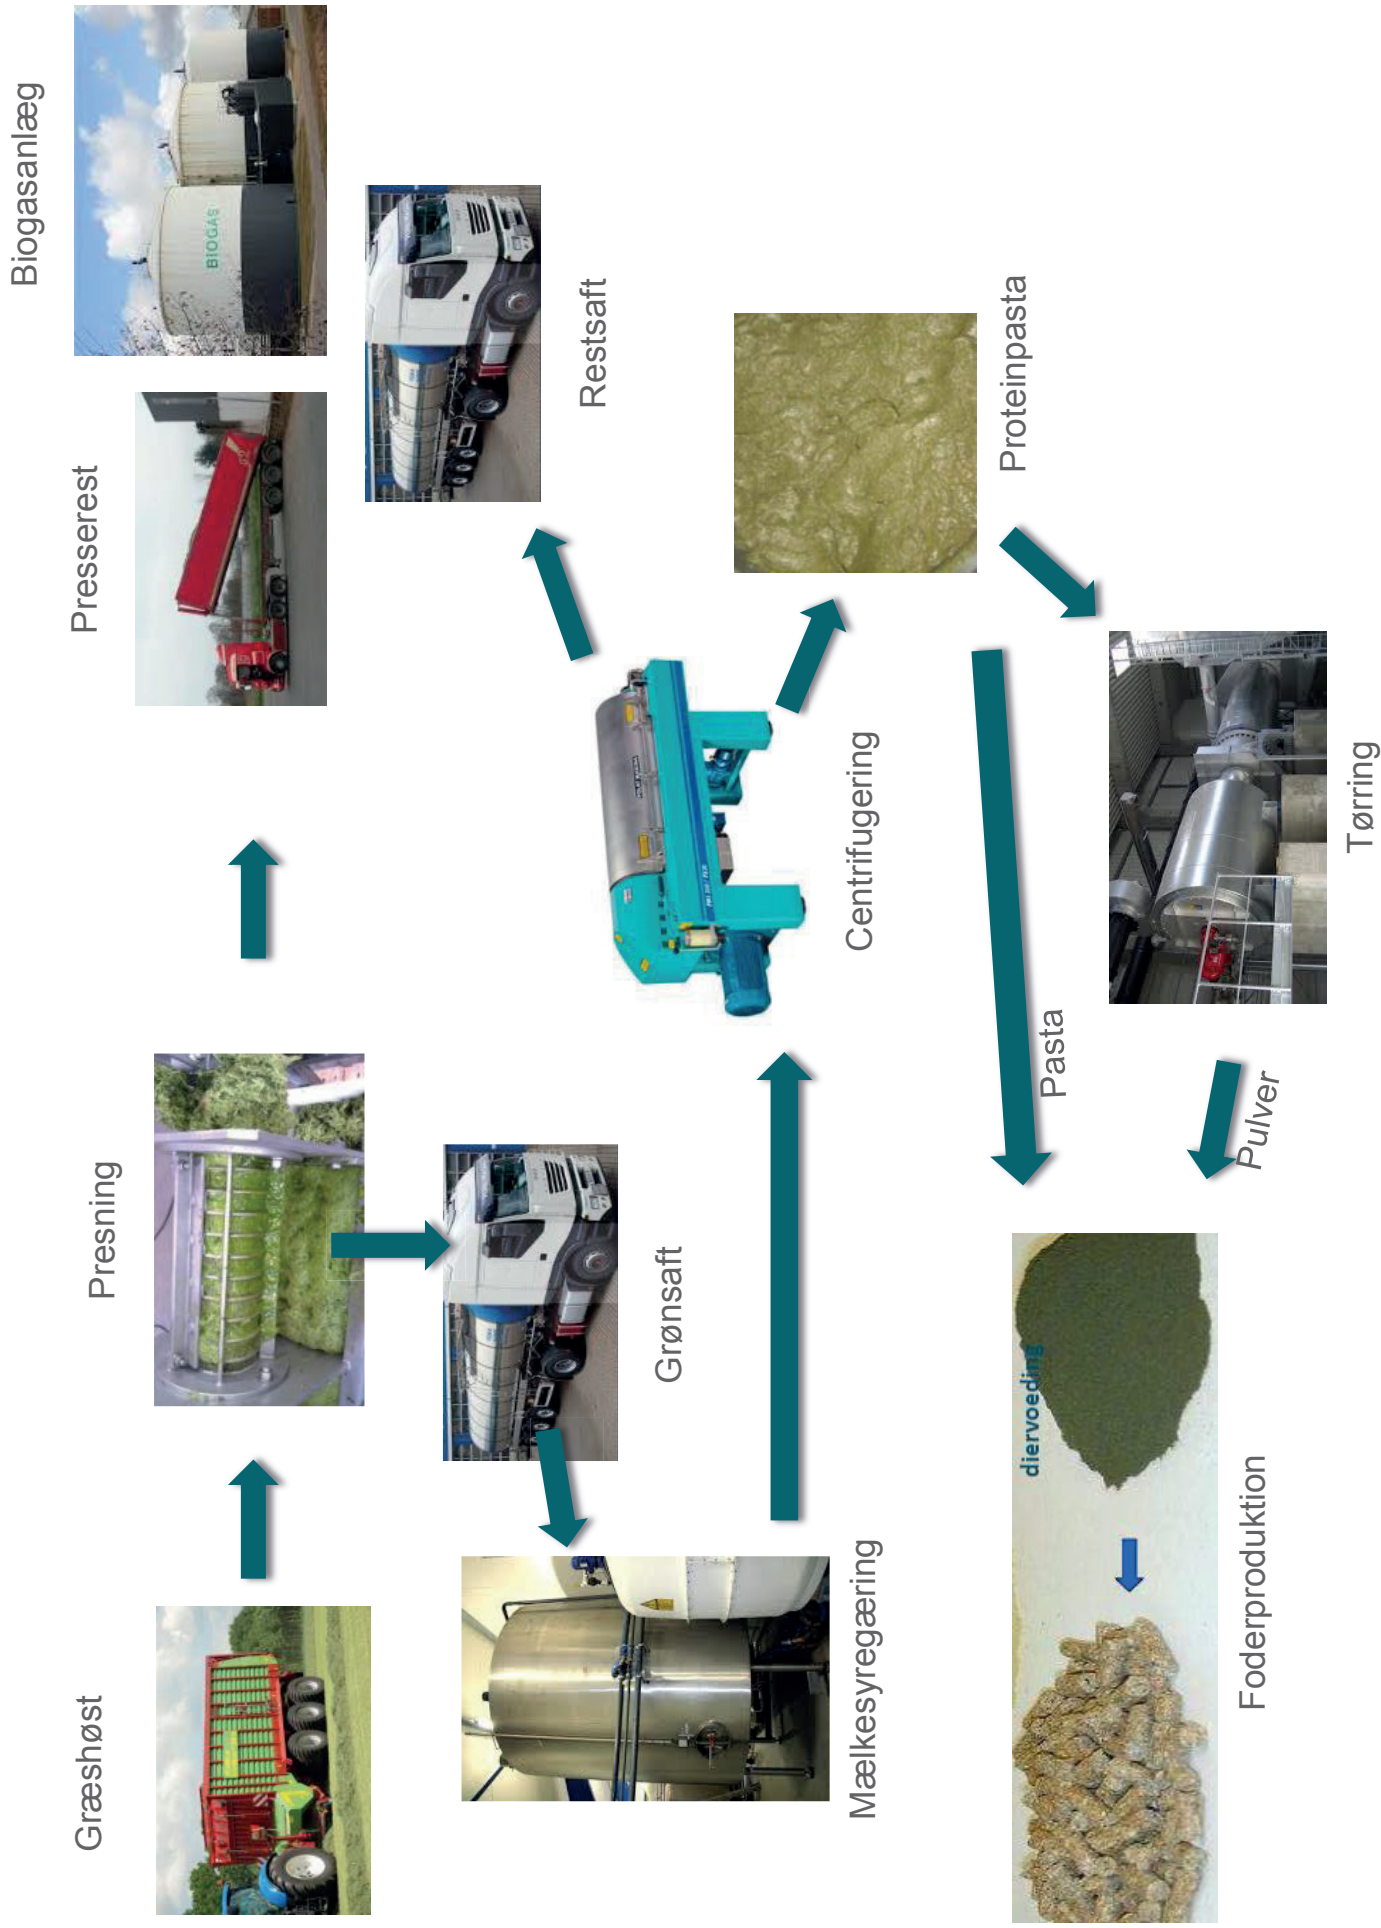 Græshøst
Presning
Presserest
Biogasanlæg
BIOGAS
Grønsaft
Restsaft
Mælkesyregæring
Centrifugering
Proteinpasta
Pasta
Pulver
Tørring
diervoeding
Foderproduktion